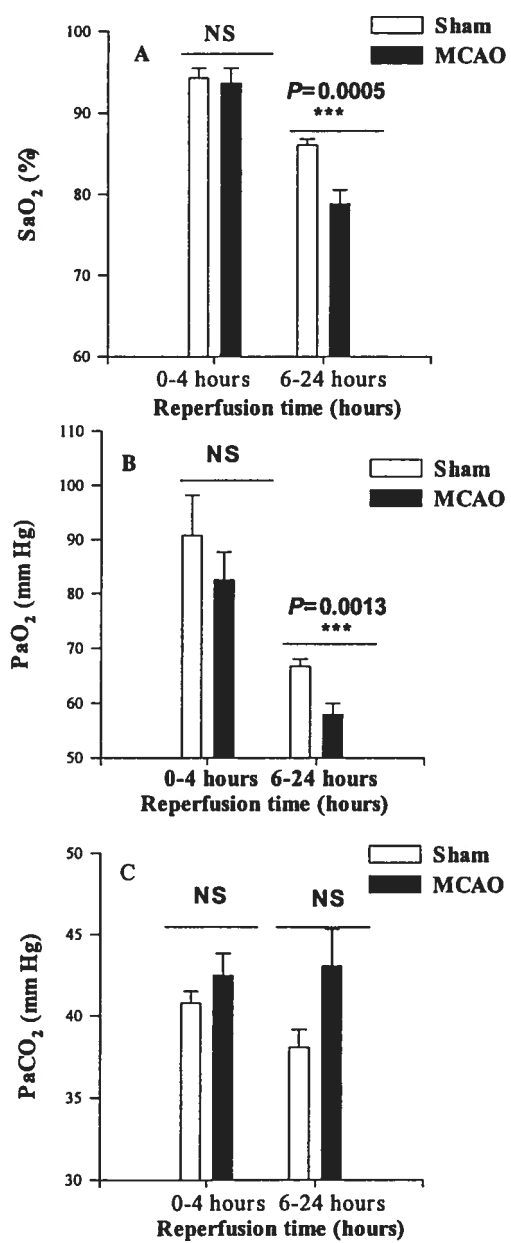 A
NS
Sham
MCAO
P=0.0005
***
100
90
80
70
60
SaO2 (%)
0-4 hours 6-24 hours
Reperfusion time (hours)
B
NS
Sham
MCAO
P=0.0013
***
110
100
90
80
70
60
50
PaO2 (mm Hg)
0-4 hours 6-24 hours
Reperfusion time (hours)
C
NS
NS
Sham
MCAO
50
45
40
35
30
PaCO2 (mm Hg)
0-4 hours 6-24 hours
Reperfusion time (hours)